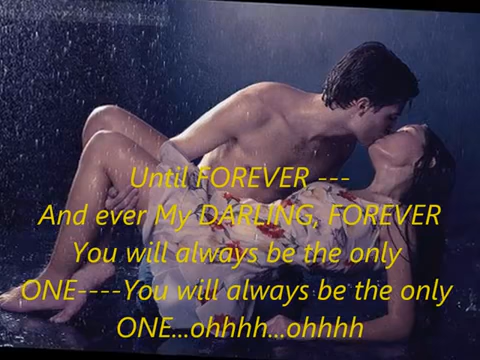 Until FOREVER ---
And ever My DARLING, FOREVER
You will always be the only
ONE----You will always be the only
ONE...ohhhh...ohhhh